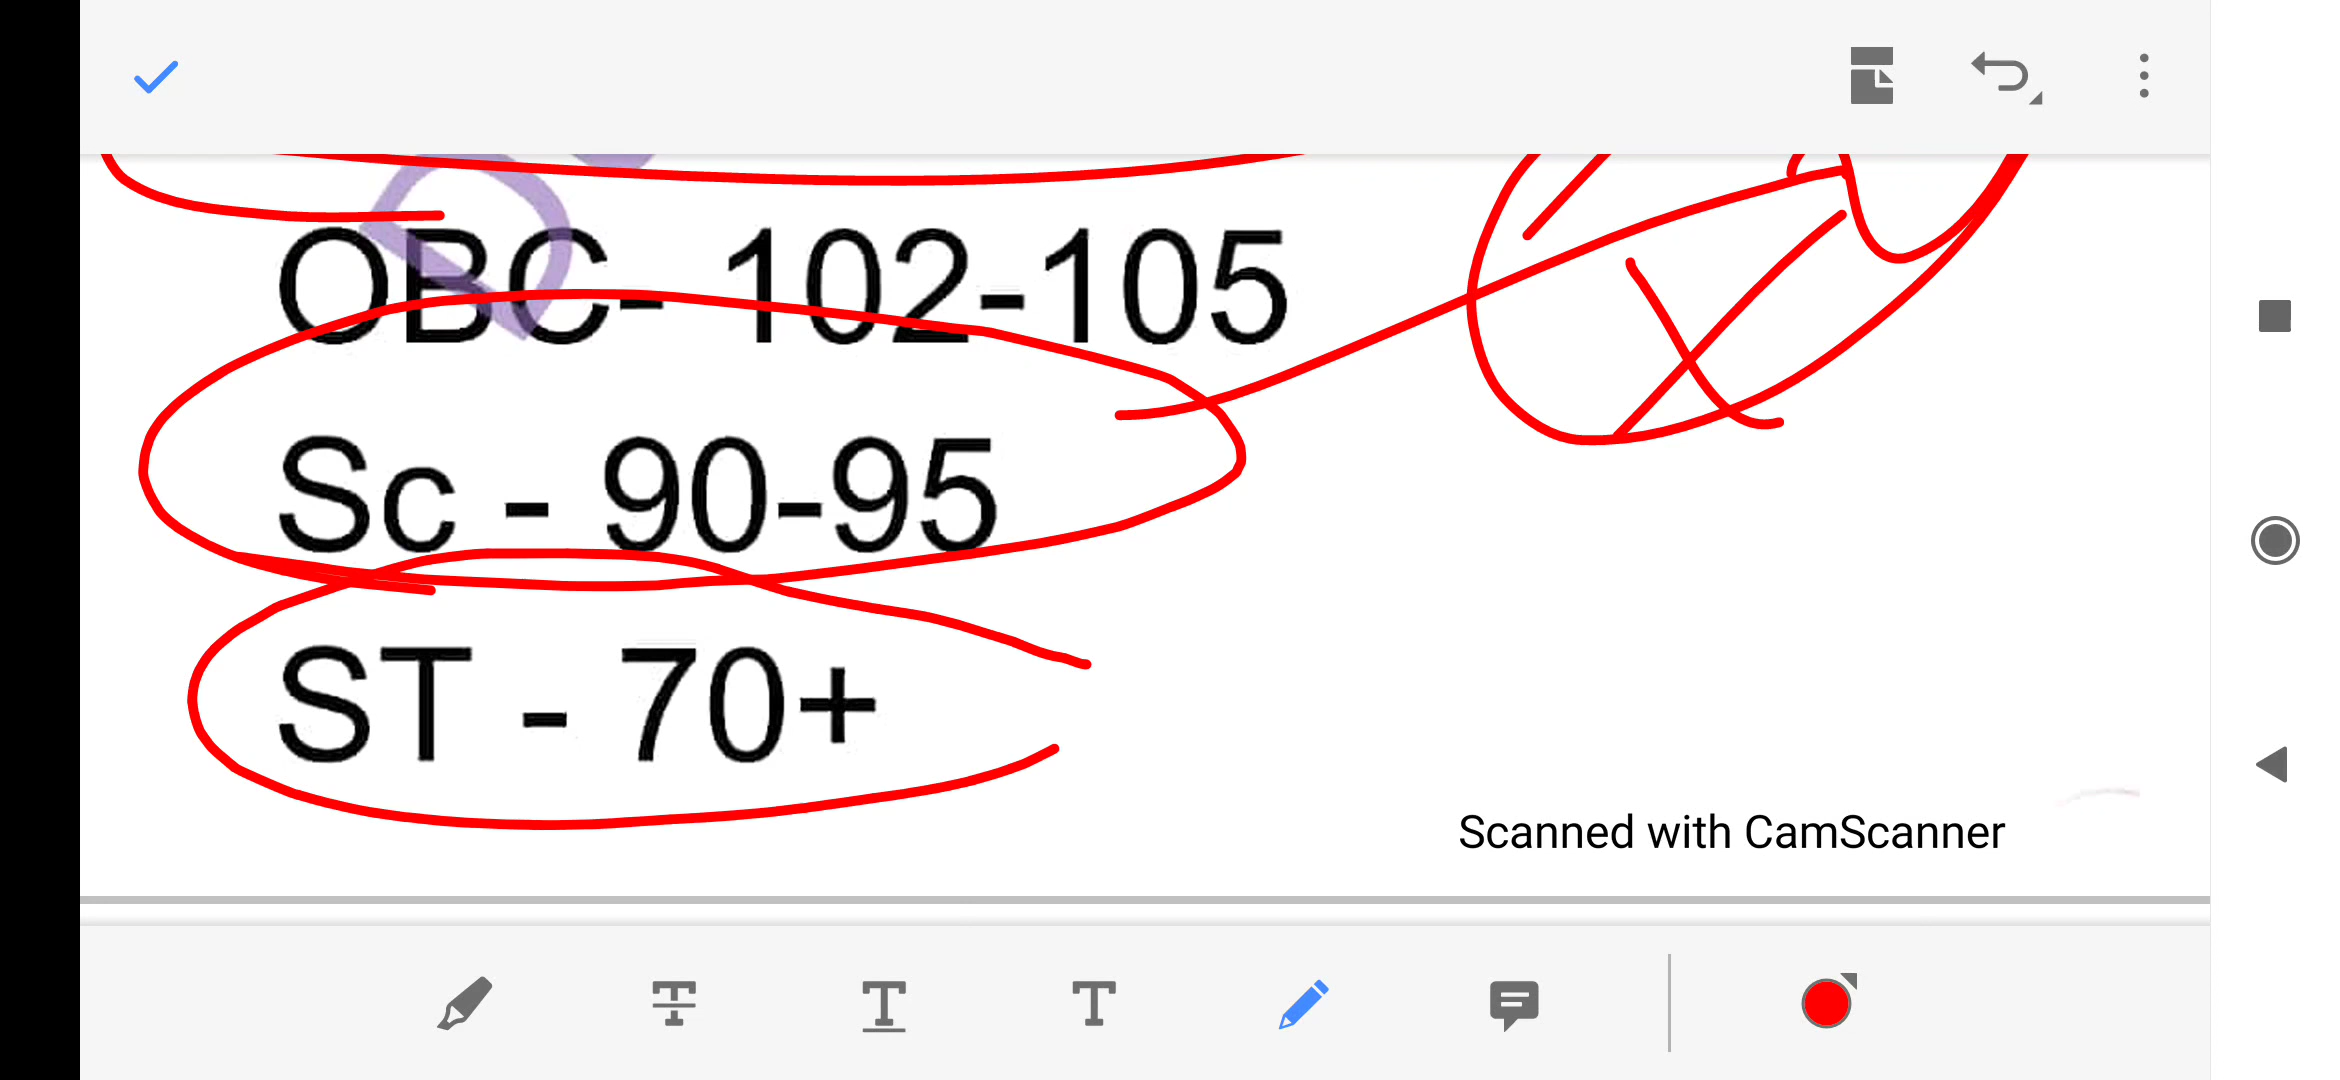 OBC- 102-105
Sc - 90-95
ST - 70+
Scanned with CamScanner